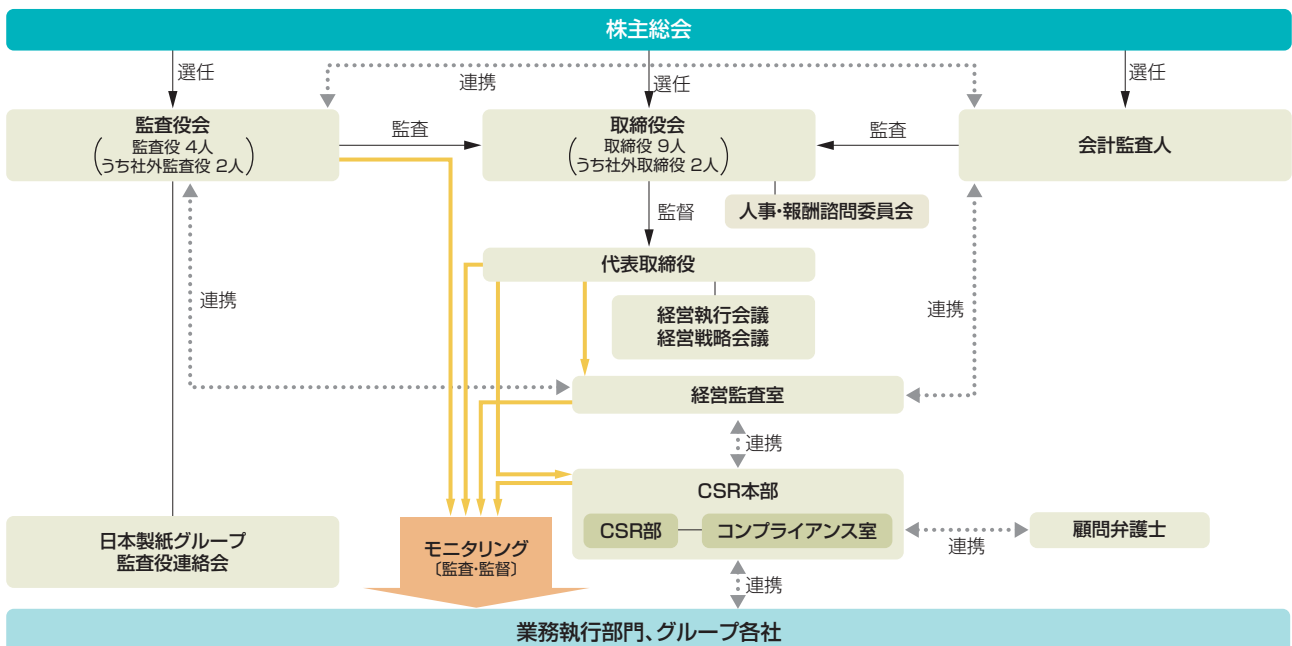 株主総会
選任
連携
選任
選任
監査役会
監査役 4人
(うち社外監査役 2人)
監査
取締役会
取締役 9人
(うち社外取締役 2人)
監査
会計監査人
監督
人事・報酬諮問委員会
代表取締役
連携
経営執行会議
経営戦略会議
連携
経営監査室
連携
CSR本部
CSR部
コンプライアンス室
連携
顧問弁護士
日本製紙グループ
監査役連絡会
モニタリング
〔監査・監督〕
連携
業務執行部門、グループ各社